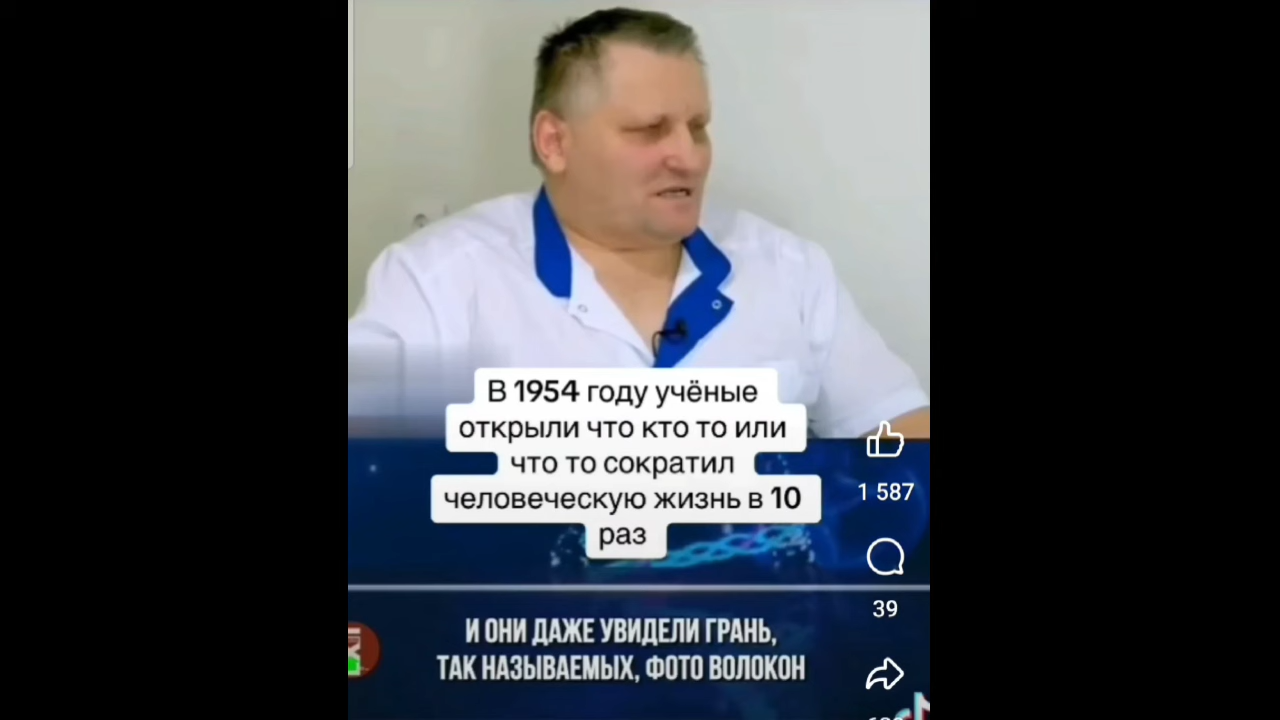 В 1954 году учёные
открыли что кто то или
что то сократил
человеческую жизнь в 10
раз
1 587
39
И ОНИ ДАЖЕ УВИДЕЛИ ГРАНЬ,
ТАК НАЗЫВАЕМЫХ, ФОТО ВОЛОКОН